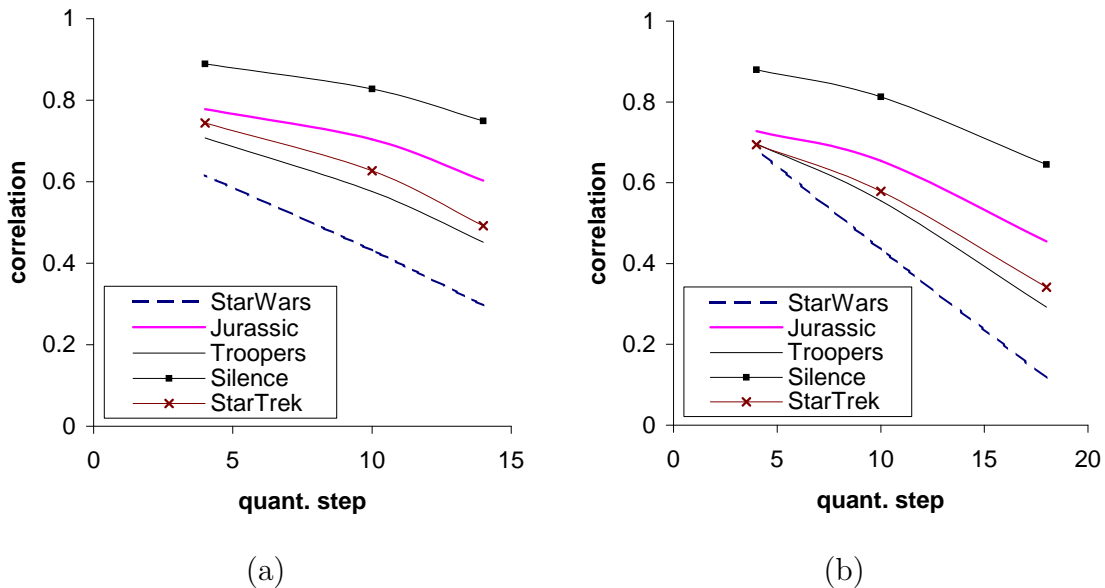 1
0.8
0.6
0.4
0.2
0
correlation
StarWars
Jurassic
Troopers
Silence
StarTrek
0 5 10 15
quant. step
(a)
1
0.8
0.6
0.4
0.2
0
correlation
StarWars
Jurassic
Troopers
Silence
StarTrek
0 5 10 15 20
quant. step
(b)